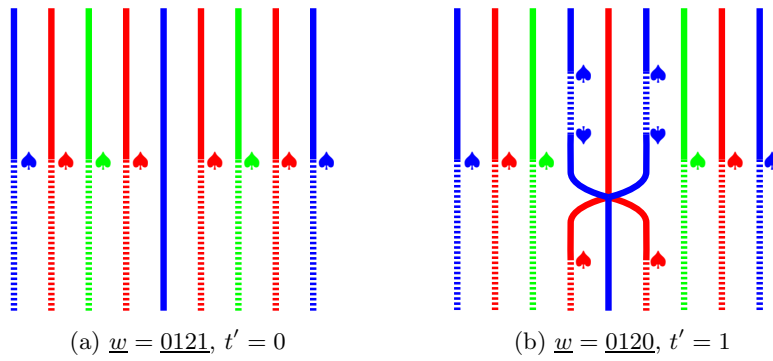 (a) w = 0121, t′ = 0
(b) w = 0120, t′ = 1